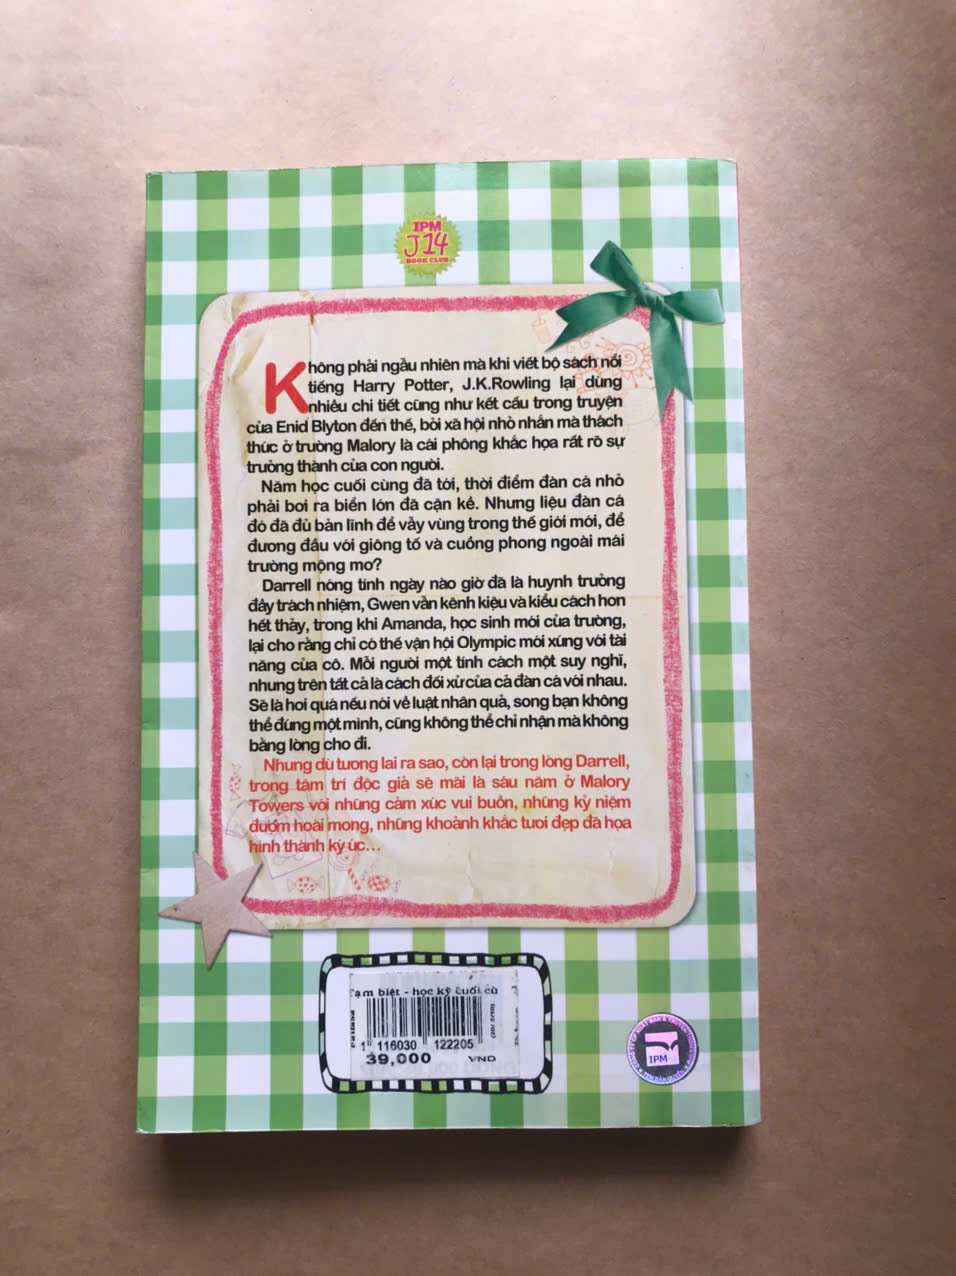 IPM
J14
BOOK CLUB
Không phải ngẫu nhiên mà khi viết bộ sách nổi
tiếng Harry Potter, J.K.Rowling lại dùng
nhiều chi tiết cũng như kết cấu trong truyện
của Enid Blyton đến thế, bởi xã hội nhỏ nhắn mà thách
thức ở trường Malory là cái phông khắc họa rất rõ sự
trưởng thành của con người.
Năm học cuối cùng đã tới, thời điểm đàn cá nhỏ
phải bơi ra biển lớn đã cận kề. Nhưng liệu đàn cá
đó đã đủ bản lĩnh để vẫy vùng trong thế giới mới, để
đương đầu với giông tố và cuồng phong ngoài mái
trường mộng mơ?
Darrell nóng tính ngày nào giờ đã là huynh trưởng
đầy trách nhiệm, Gwen vẫn kênh kiệu và kiểu cách hơn
hết thảy, trong khi Amanda, học sinh mới của trường,
lại cho rằng chỉ có thế vận hội Olympic mới xứng với tài
năng của cô. Mỗi người một tính cách một suy nghĩ,
nhưng trên tất cả là cách đối xử của cả đàn cá với nhau.
Sẽ là hơi quá nếu nói về luật nhân quả, song bạn không
thể đứng một mình, cũng không thể chỉ nhận mà không
bằng lòng cho đi.
Nhưng dù tương lai ra sao, còn lại trong lòng Darrell,
trong tâm trí độc giả sẽ mãi là sáu năm ở Malory
Towers với những cảm xúc vui buồn, những kỷ niệm
đượm hoài mong, những khoảnh khắc tươi đẹp đã họa
hình thành ký ức...
Tạm biệt - học kỳ cuối cù
1 116030 122205
39,000 VND
IPM